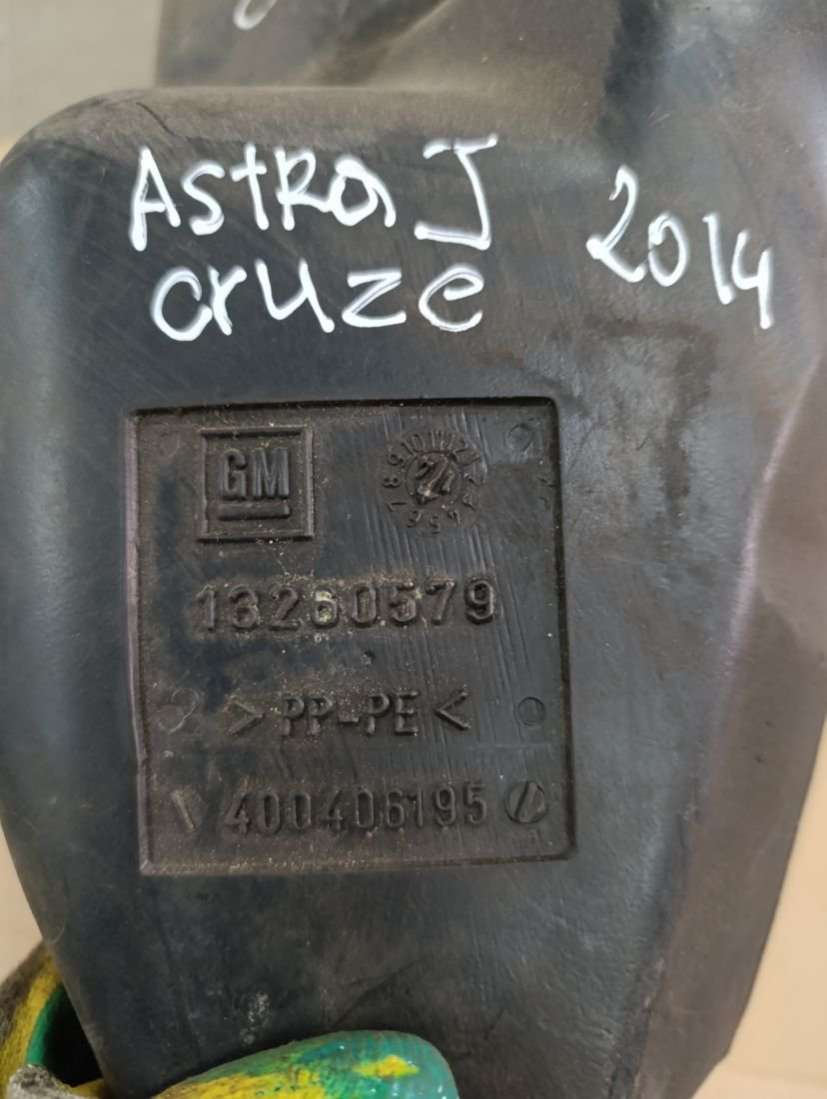 Astra J 2014
cruze
GM
13260579
> PP-PE <
400406195